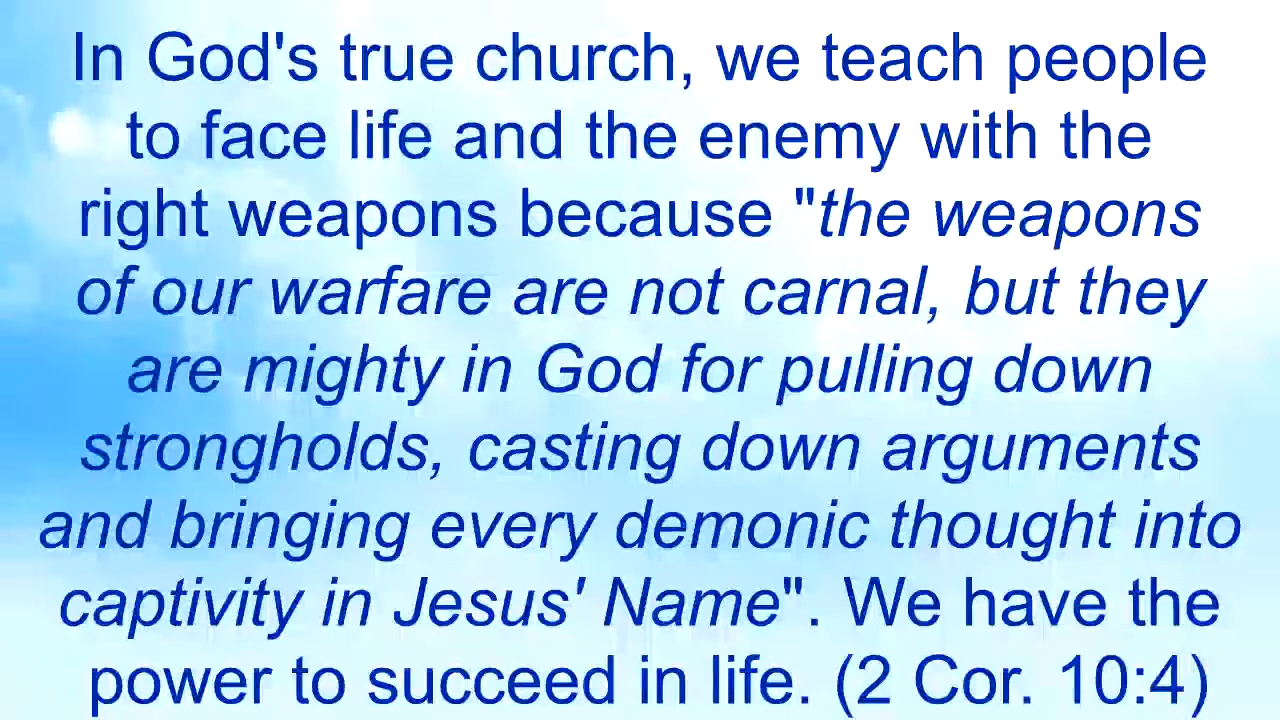 In God's true church, we teach people
to face life and the enemy with the
right weapons because "the weapons
of our warfare are not carnal, but they
are mighty in God for pulling down
strongholds, casting down arguments
and bringing every demonic thought into
captivity in Jesus' Name". We have the
power to succeed in life. (2 Cor. 10:4)